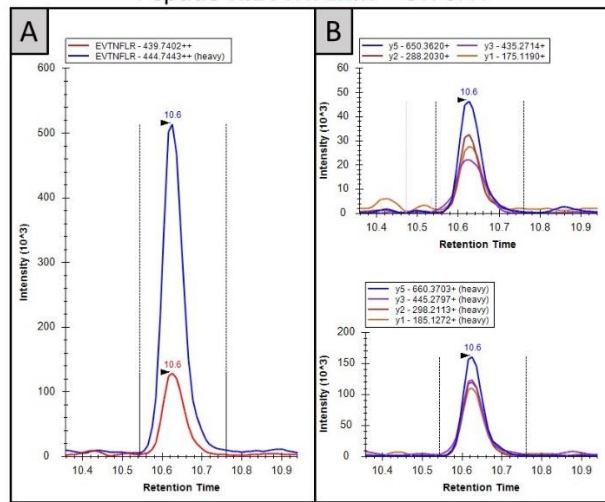 A
EVTNFLR - 439.7402++
EVTNFLR - 444.7443++ (heavy)
600
500
400
300
200
100
0
Intensity (10^3)
10.6
10.6
10.4 10.5 10.6 10.7 10.8 10.9
Retention Time
B
y5 - 650.3620+ y3 - 435.2714+
y2 - 288.2030+ y1 - 175.1190+
60
50
40
30
20
10
0
Intensity (10^3)
10.6
10.4 10.5 10.6 10.7 10.8 10.9
Retention Time
y5 - 660.3703+ (heavy)
y3 - 445.2797+ (heavy)
y2 - 298.2113+ (heavy)
y1 - 185.1272+ (heavy)
200
150
100
50
0
Intensity (10^3)
10.6
10.4 10.5 10.6 10.7 10.8 10.9
Retention Time